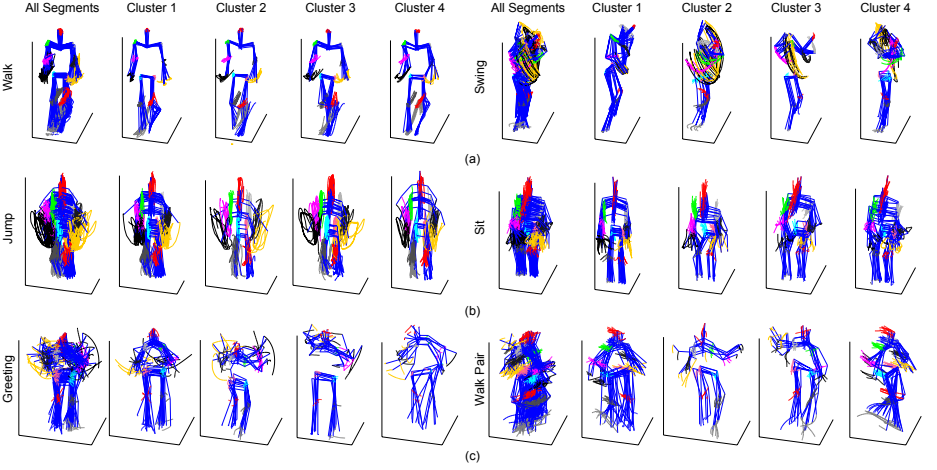 All Segments Cluster 1 Cluster 2 Cluster 3 Cluster 4 All Segments Cluster 1 Cluster 2 Cluster 3 Cluster 4
Walk
Swing
(a)
Jump
Sit
(b)
Greeting
Walk Pair
(c)